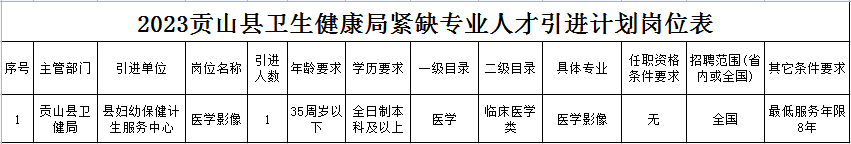 2023贡山县卫生健康局紧缺专业人才引进计划岗位表
序号 主管部门 引进单位 岗位名称 引进人数 年龄要求 学历要求 一级目录 二级目录 具体专业 任职资格条件要求 招聘范围(省内或全国) 其它条件要求
1 贡山县卫健局 县妇幼保健计生服务中心 医学影像 1 35周岁以下 全日制本科及以上 医学 临床医学类 医学影像 无 全国 最低服务年限8年